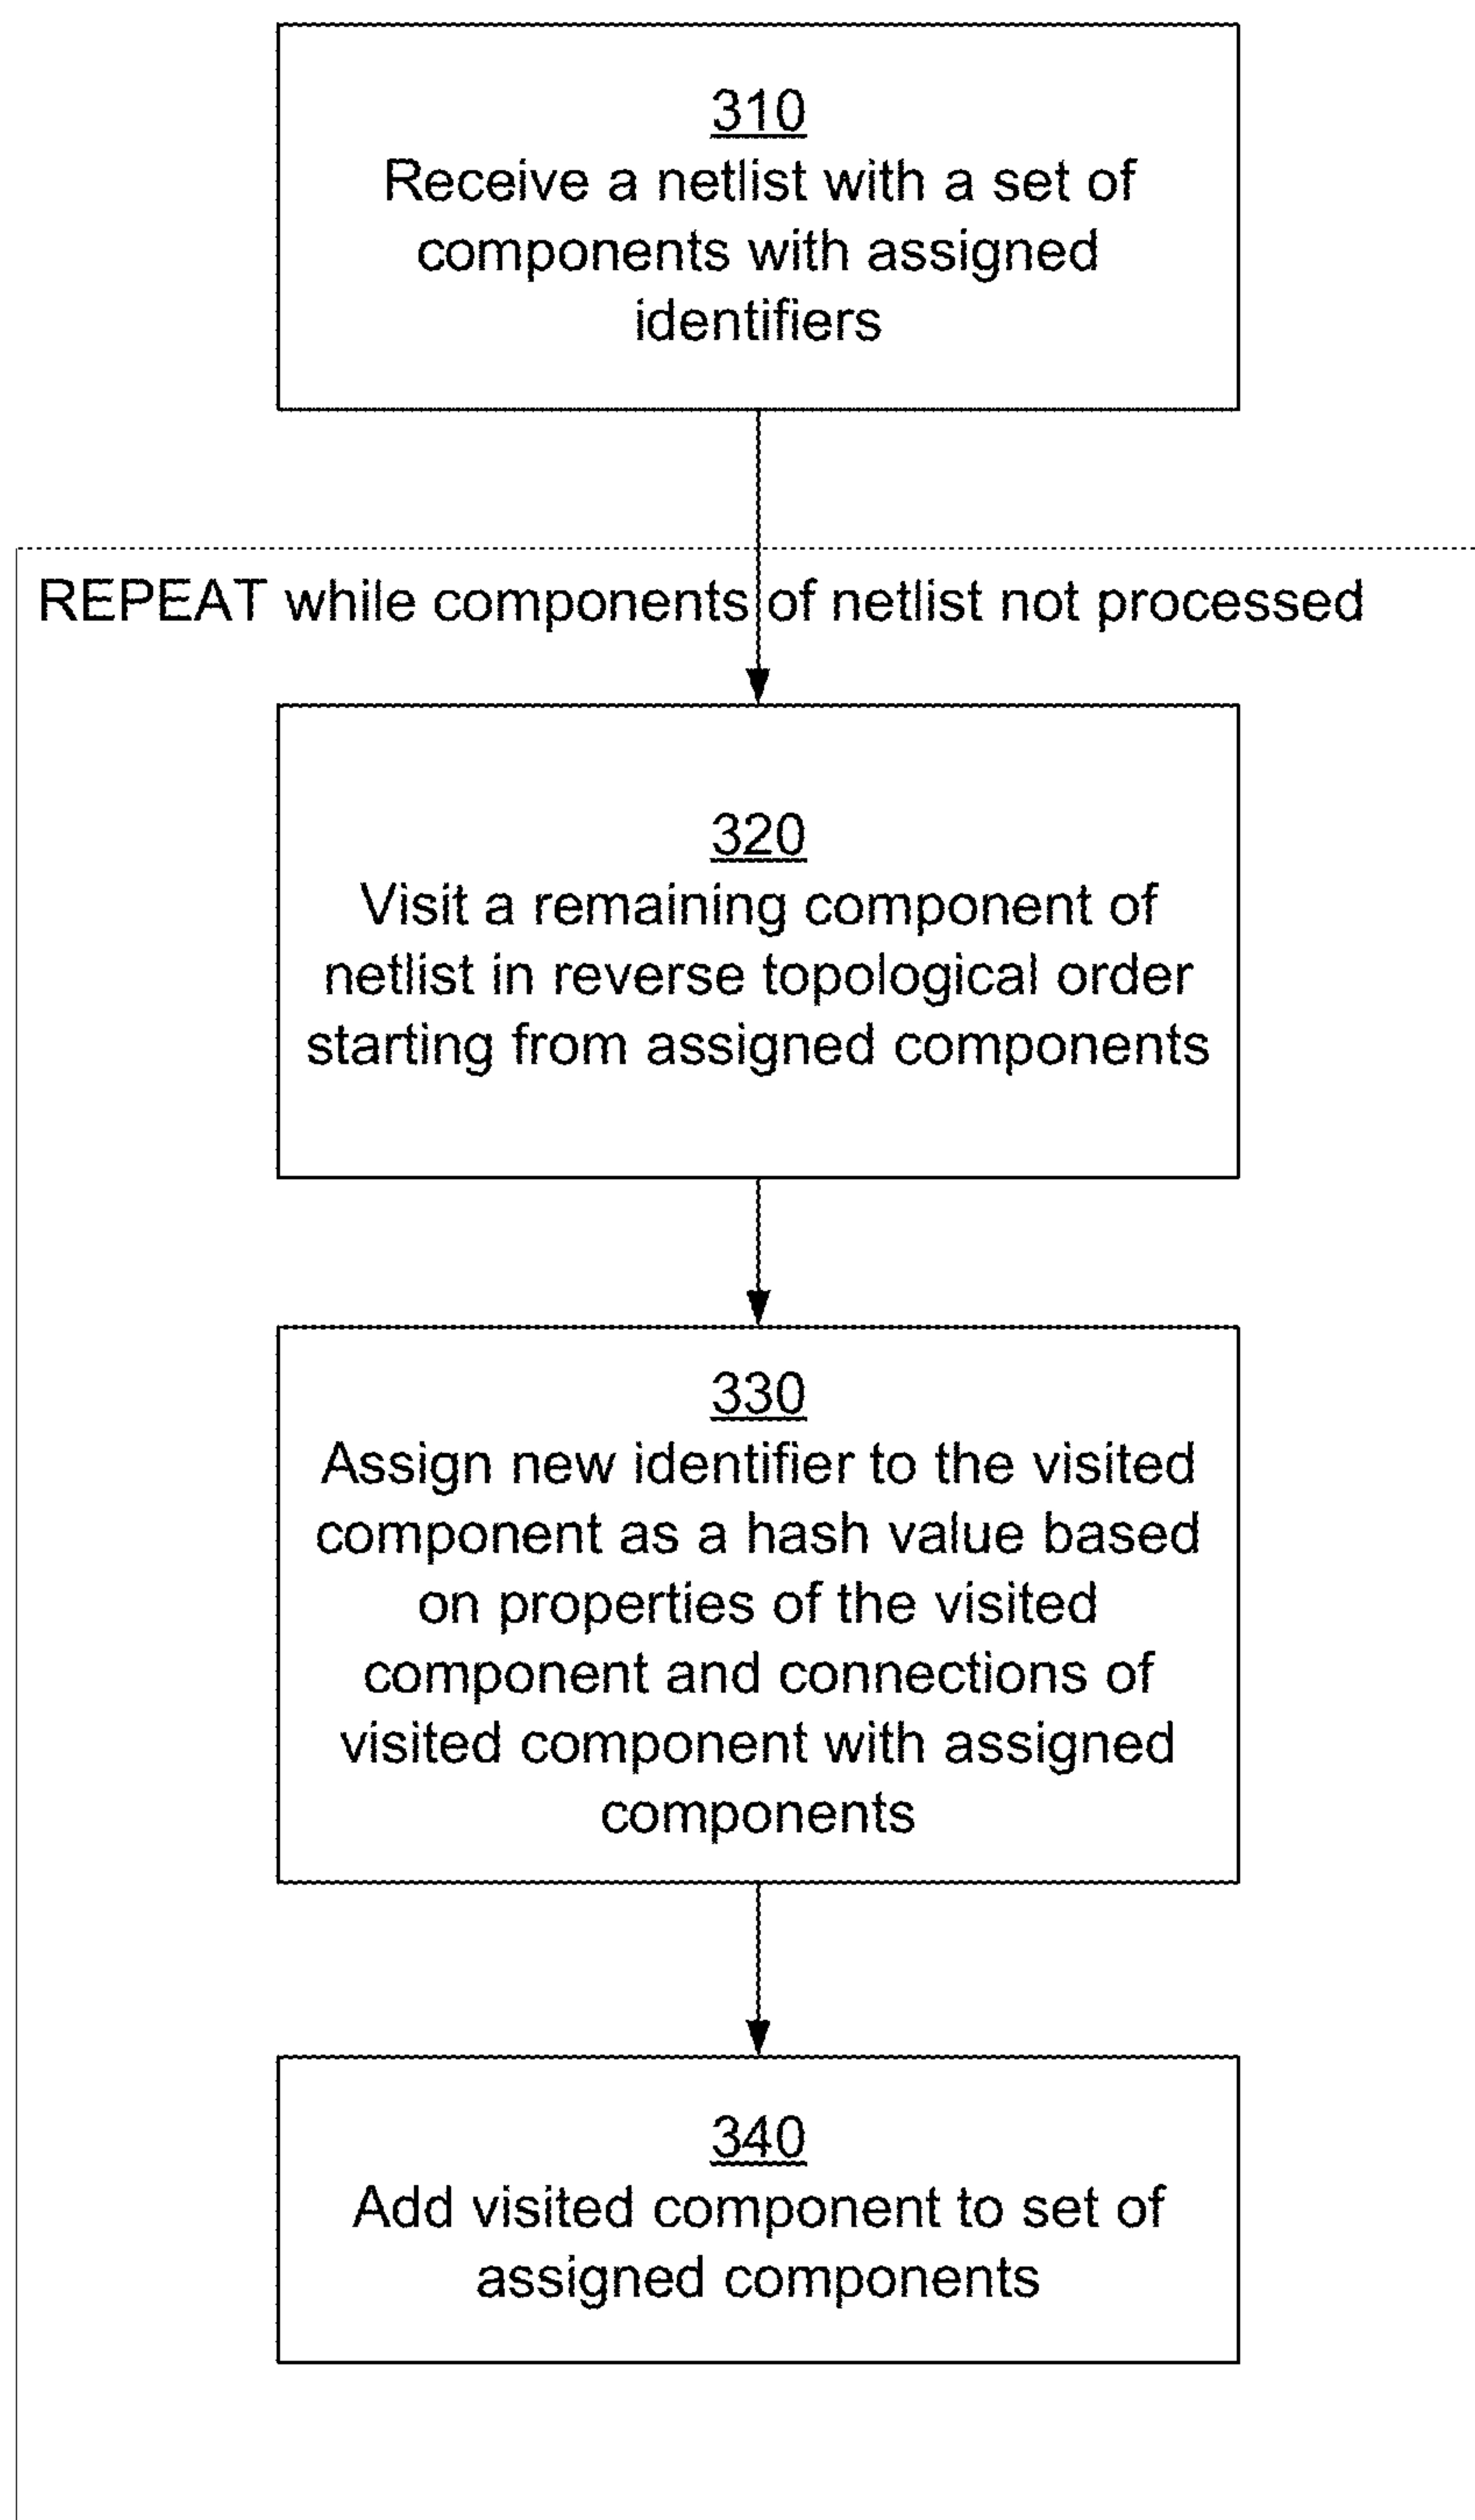 310
Receive a netlist with a set of
components with assigned
identifiers
REPEAT while components of netlist not processed
320
Visit a remaining component of
netlist in reverse topological order
starting from assigned components
330
Assign new identifier to the visited
component as a hash value based
on properties of the visited
component and connections of
visited component with assigned
components
340
Add visited component to set of
assigned components